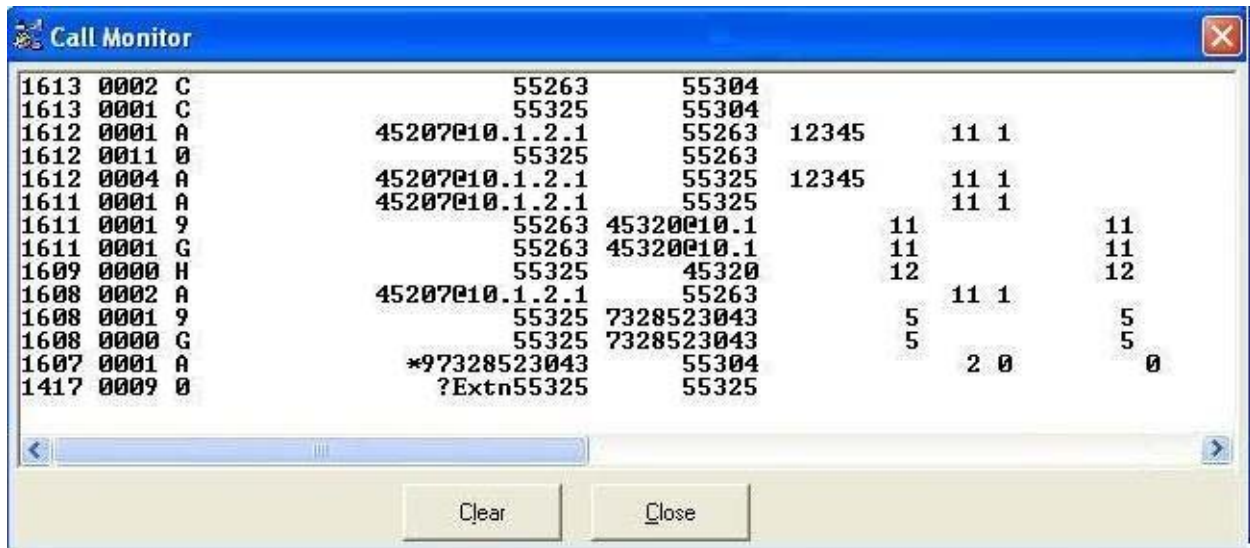 Call Monitor
1613 0002 C 55263 55304
1613 0001 C 55325 55304
1612 0001 A 45207@10.1.2.1 55263 12345 11 1
1612 0011 0 55325 55263
1612 0004 A 45207@10.1.2.1 55325 12345 11 1
1611 0001 A 45207@10.1.2.1 55325 11 1
1611 0001 9 55263 45320@10.1 11 11
1611 0001 G 55263 45320@10.1 11 11
1609 0000 H 55325 45320 12 12
1608 0002 A 45207@10.1.2.1 55263 11 1
1608 0001 9 55325 7328523043 5 5
1608 0000 G 55325 7328523043 5 5
1607 0001 A *97328523043 55304 2 0 0
1417 0009 0 ?Extn55325 55325
Clear Close